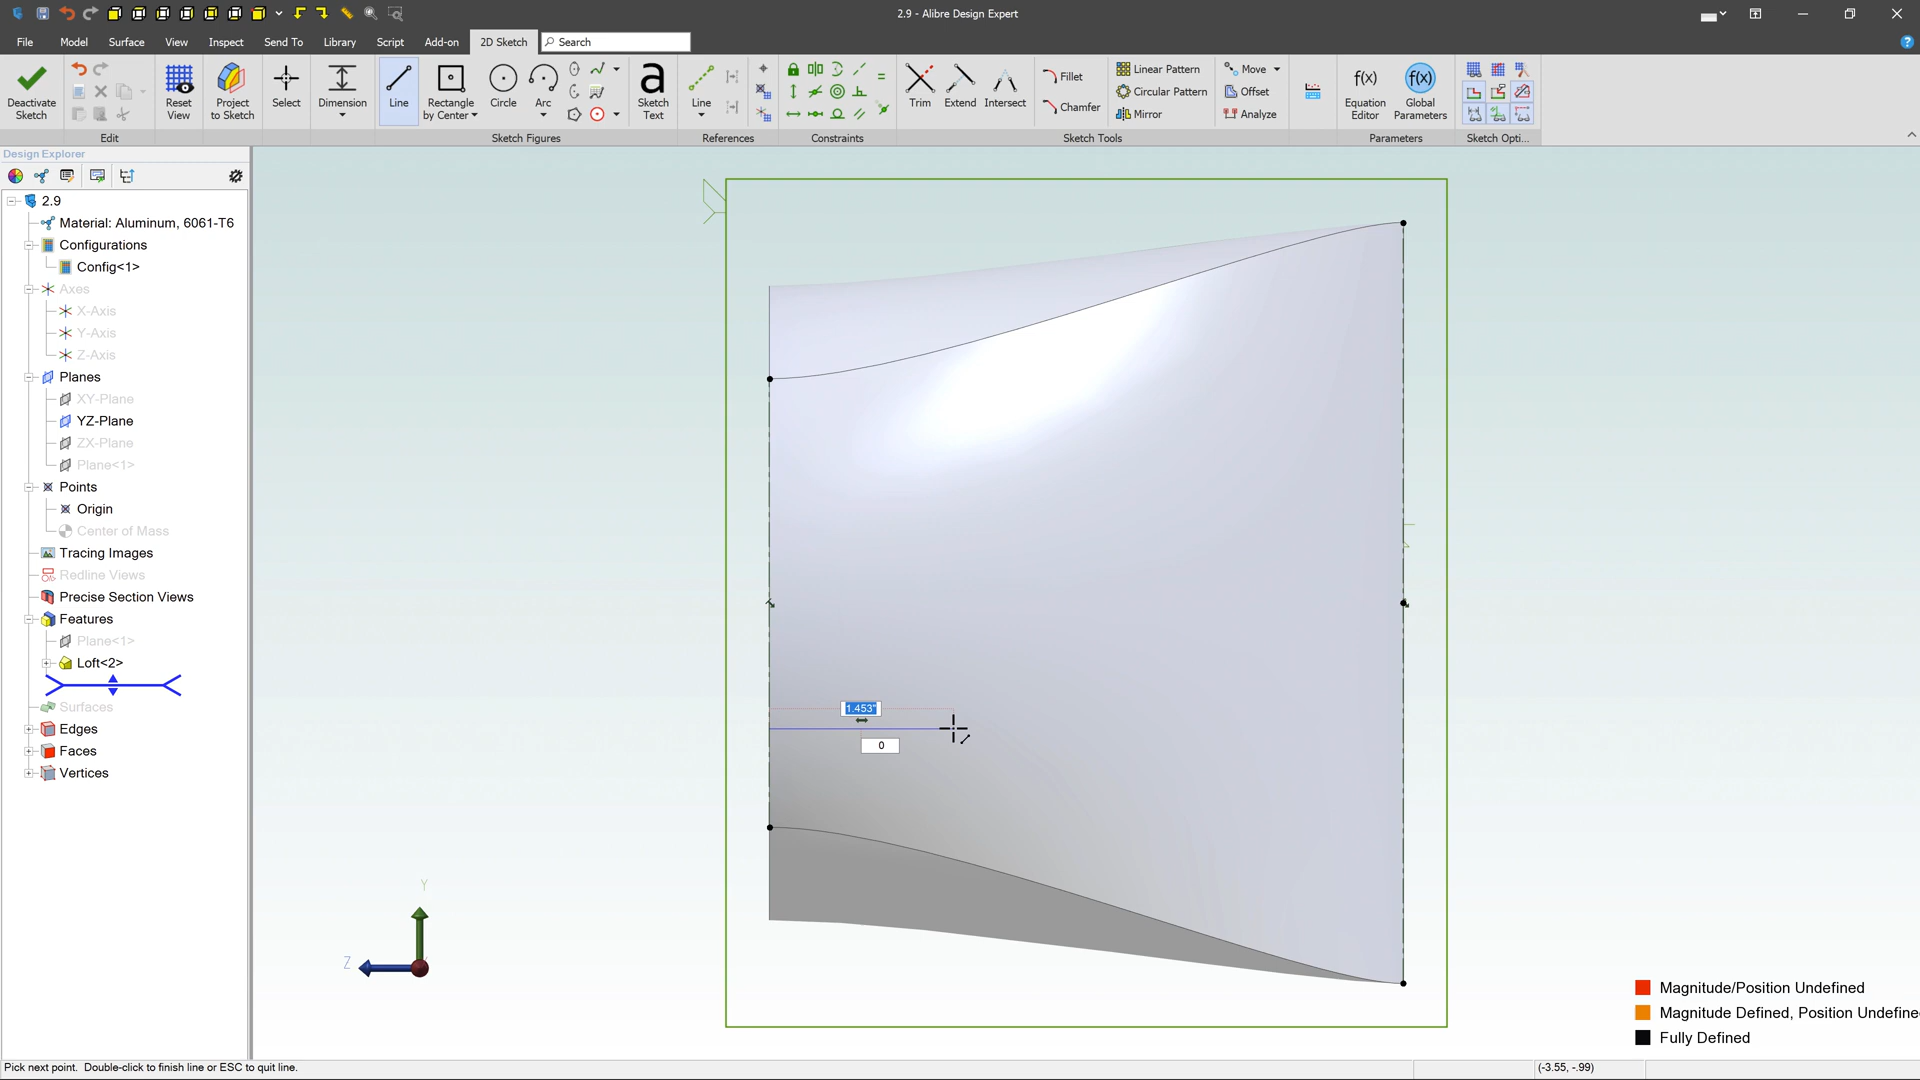 2.9 - Alibre Design Expert
File Model Surface View Inspect Send To Library Script Add-on 2D Sketch Search
Deactivate Sketch
Edit
Reset View
Project to Sketch
Select
Dimension
Line
Rectangle by Center
Circle
Arc
Sketch Text
Sketch Figures
Line
References
Constraints
Trim
Extend
Intersect
Fillet
Chamfer
Linear Pattern
Circular Pattern
Mirror
Move
Offset
Analyze
Sketch Tools
f(x)
Equation Editor
f(x)
Global Parameters
Parameters
Sketch Opti...
Design Explorer
2.9
Material: Aluminum, 6061-T6
Configurations
Config<1>
Axes
X-Axis
Y-Axis
Z-Axis
Planes
XY-Plane
YZ-Plane
ZX-Plane
Plane<1>
Points
Origin
Center of Mass
Tracing Images
Redline Views
Precise Section Views
Features
Plane<1>
Loft<2>
Surfaces
Edges
Faces
Vertices
1.453"
0
Y
Z
Magnitude/Position Undefined
Magnitude Defined, Position Undefine
Fully Defined
Pick next point. Double-click to finish line or ESC to quit line.
(-3.55, -.99)